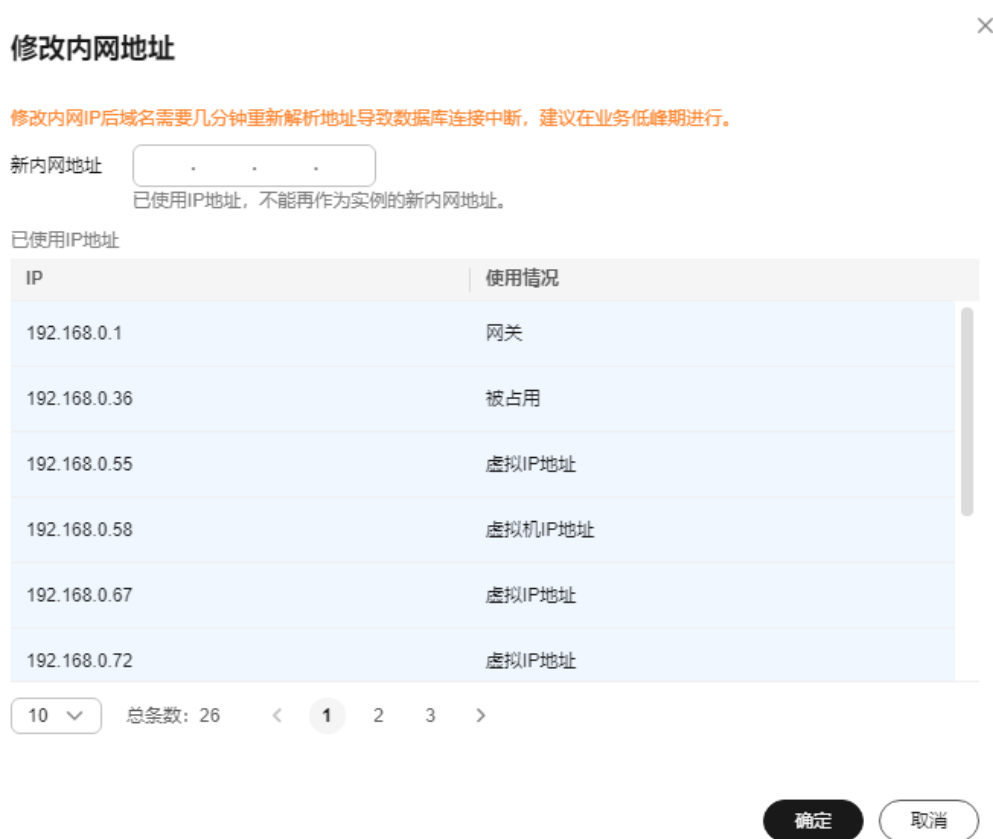 修改内网地址
修改内网IP后域名需要几分钟重新解析地址导致数据库连接中断，建议在业务低峰期进行。
新内网地址 . . .
已使用IP地址，不能再作为实例的新内网地址。
已使用IP地址
IP 使用情况
192.168.0.1 网关
192.168.0.36 被占用
192.168.0.55 虚拟IP地址
192.168.0.58 虚拟机IP地址
192.168.0.67 虚拟IP地址
192.168.0.72 虚拟IP地址
10 总条数：26 1 2 3
确定 取消